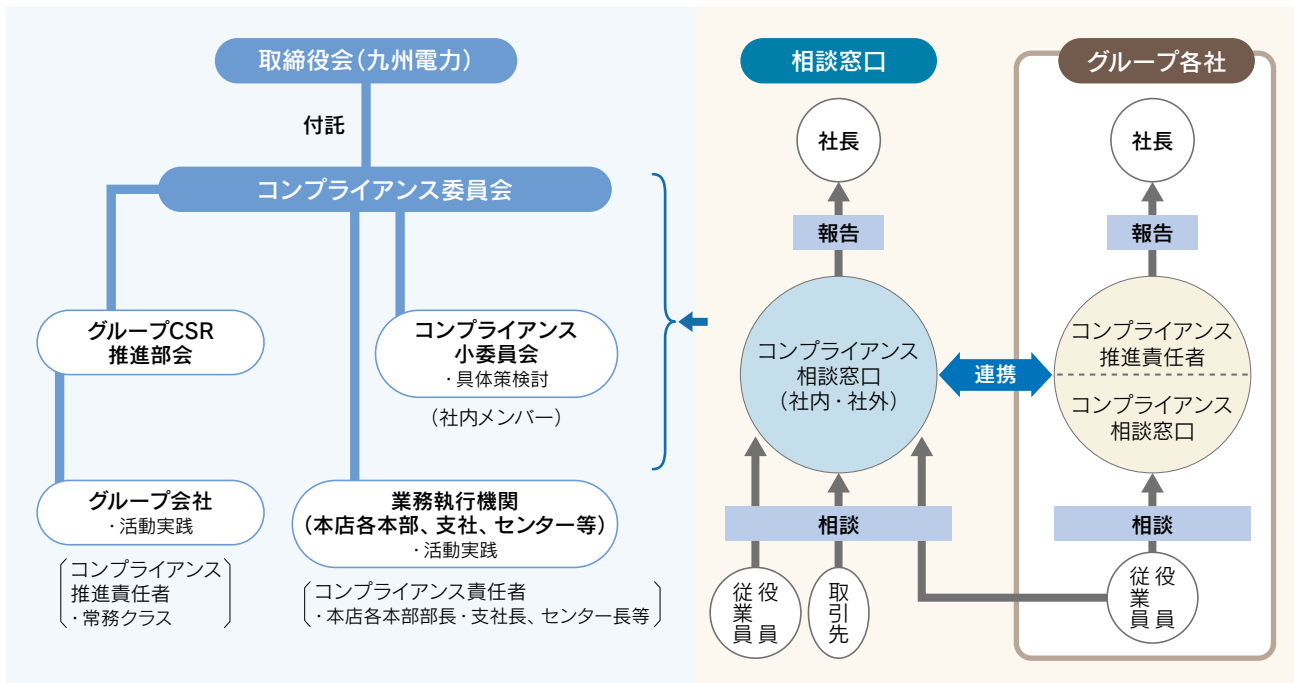 取締役会（九州電力）
付託
コンプライアンス委員会
グループCSR
推進部会
コンプライアンス
小委員会
・具体策検討
（社内メンバー）
グループ会社
・活動実践
コンプライアンス
推進責任者
・常務クラス
業務執行機関
（本店各本部、支社、センター等）
・活動実践
コンプライアンス責任者
・本店各本部部長・支社長、センター長等
相談窓口
社長
報告
コンプライアンス
相談窓口
（社内・社外）
連携
相談
役員
従業員
取引先
グループ各社
社長
報告
コンプライアンス
推進責任者
コンプライアンス
相談窓口
相談
役員
従業員